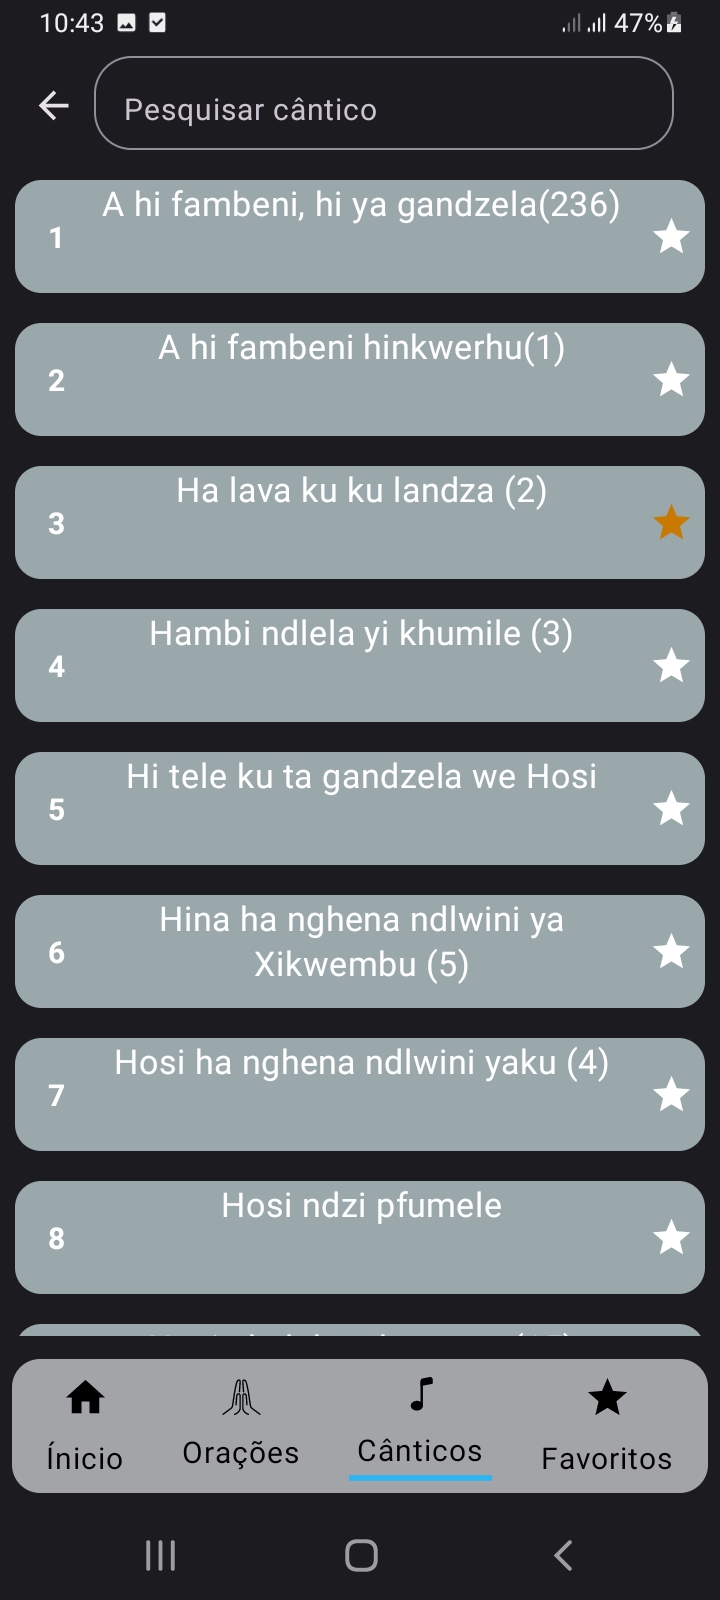 10:43
47%
Pesquisar cântico
1
A hi fambeni, hi ya gandzela(236)
2
A hi fambeni hinkwerhu(1)
3
Ha lava ku ku landza (2)
4
Hambi ndlela yi khumile (3)
5
Hi tele ku ta gandzela we Hosi
6
Hina ha nghena ndlwini ya
Xikwembu (5)
7
Hosi ha nghena ndlwini yaku (4)
8
Hosi ndzi pfumele
Ínicio
Orações
Cânticos
Favoritos